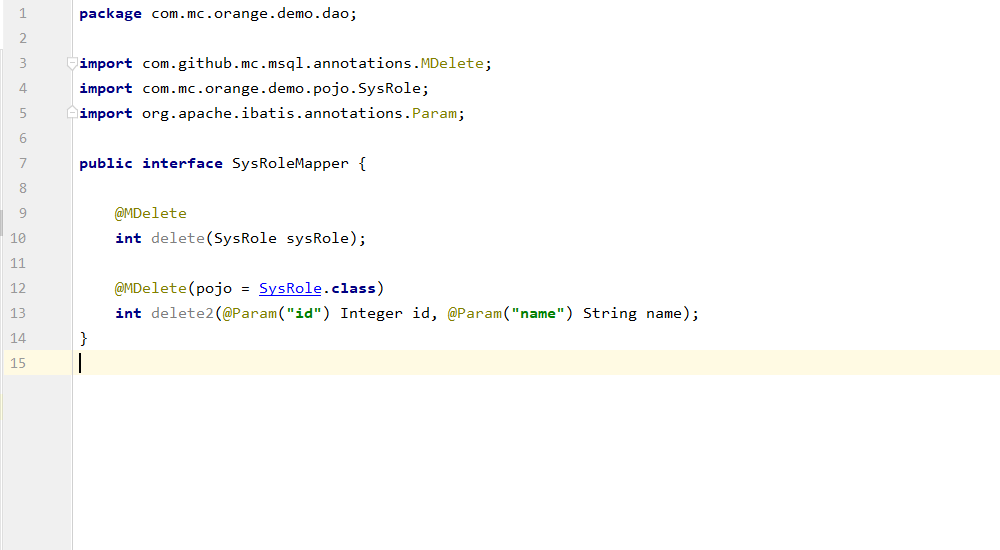 1 package com.mc.orange.demo.dao;
2
3 import com.github.mc.msql.annotations.MDelete;
4 import com.mc.orange.demo.pojo.SysRole;
5 import org.apache.ibatis.annotations.Param;
6
7 public interface SysRoleMapper {
8
9 @MDelete
10 int delete(SysRole sysRole);
11
12 @MDelete(pojo = SysRole.class)
13 int delete2(@Param("id") Integer id, @Param("name") String name);
14 }
15